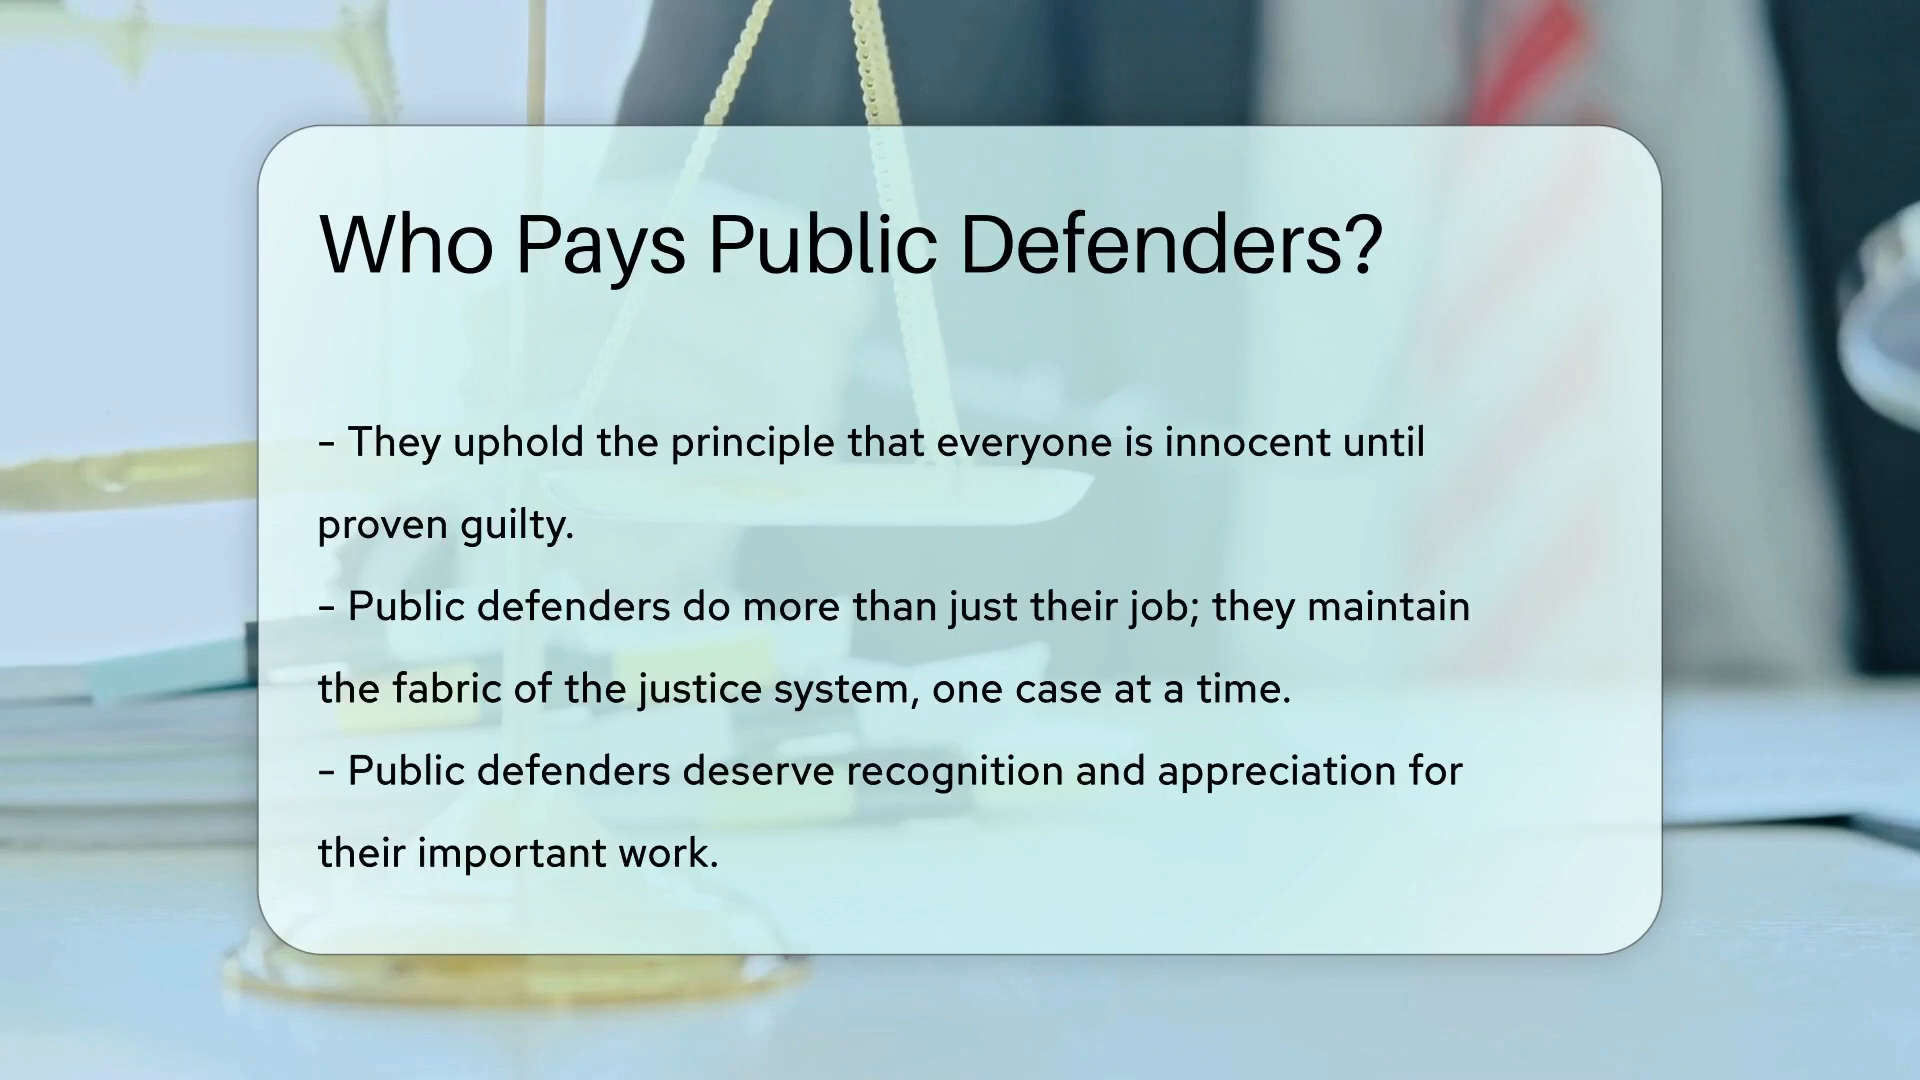 Who Pays Public Defenders?
- They uphold the principle that everyone is innocent until
proven guilty.
- Public defenders do more than just their job; they maintain
the fabric of the justice system, one case at a time.
- Public defenders deserve recognition and appreciation for
their important work.